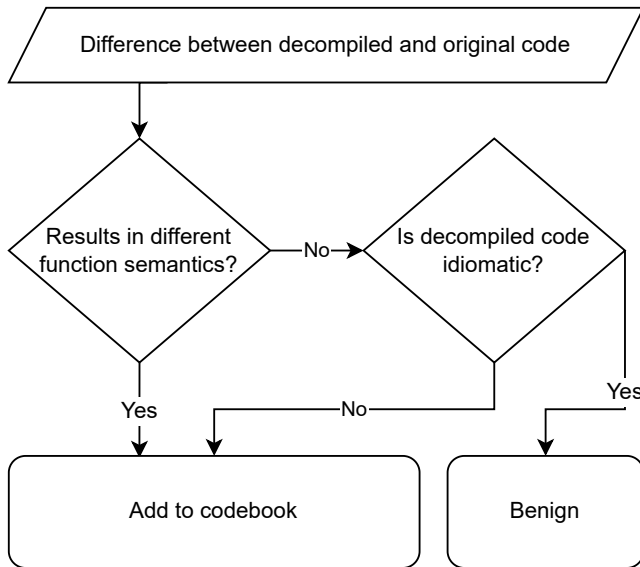 Difference between decompiled and original code
Results in different
function semantics?
No
Is decompiled code
idiomatic?
Yes
No
Yes
Add to codebook
Benign